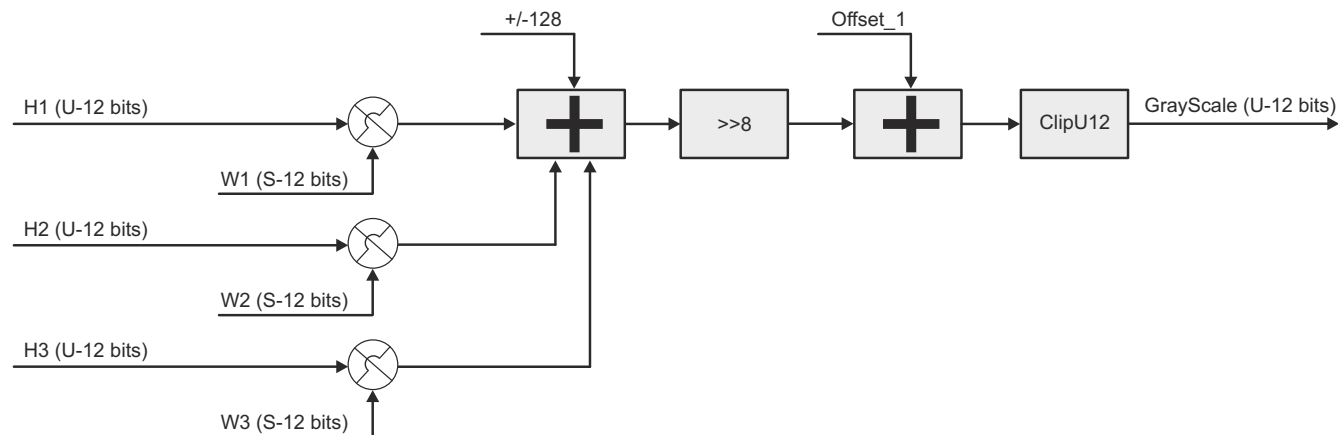 +/-128
Offset_1
H1 (U-12 bits)
>>8
ClipU12
GrayScale (U-12 bits)
W1 (S-12 bits)
H2 (U-12 bits)
W2 (S-12 bits)
H3 (U-12 bits)
W3 (S-12 bits)